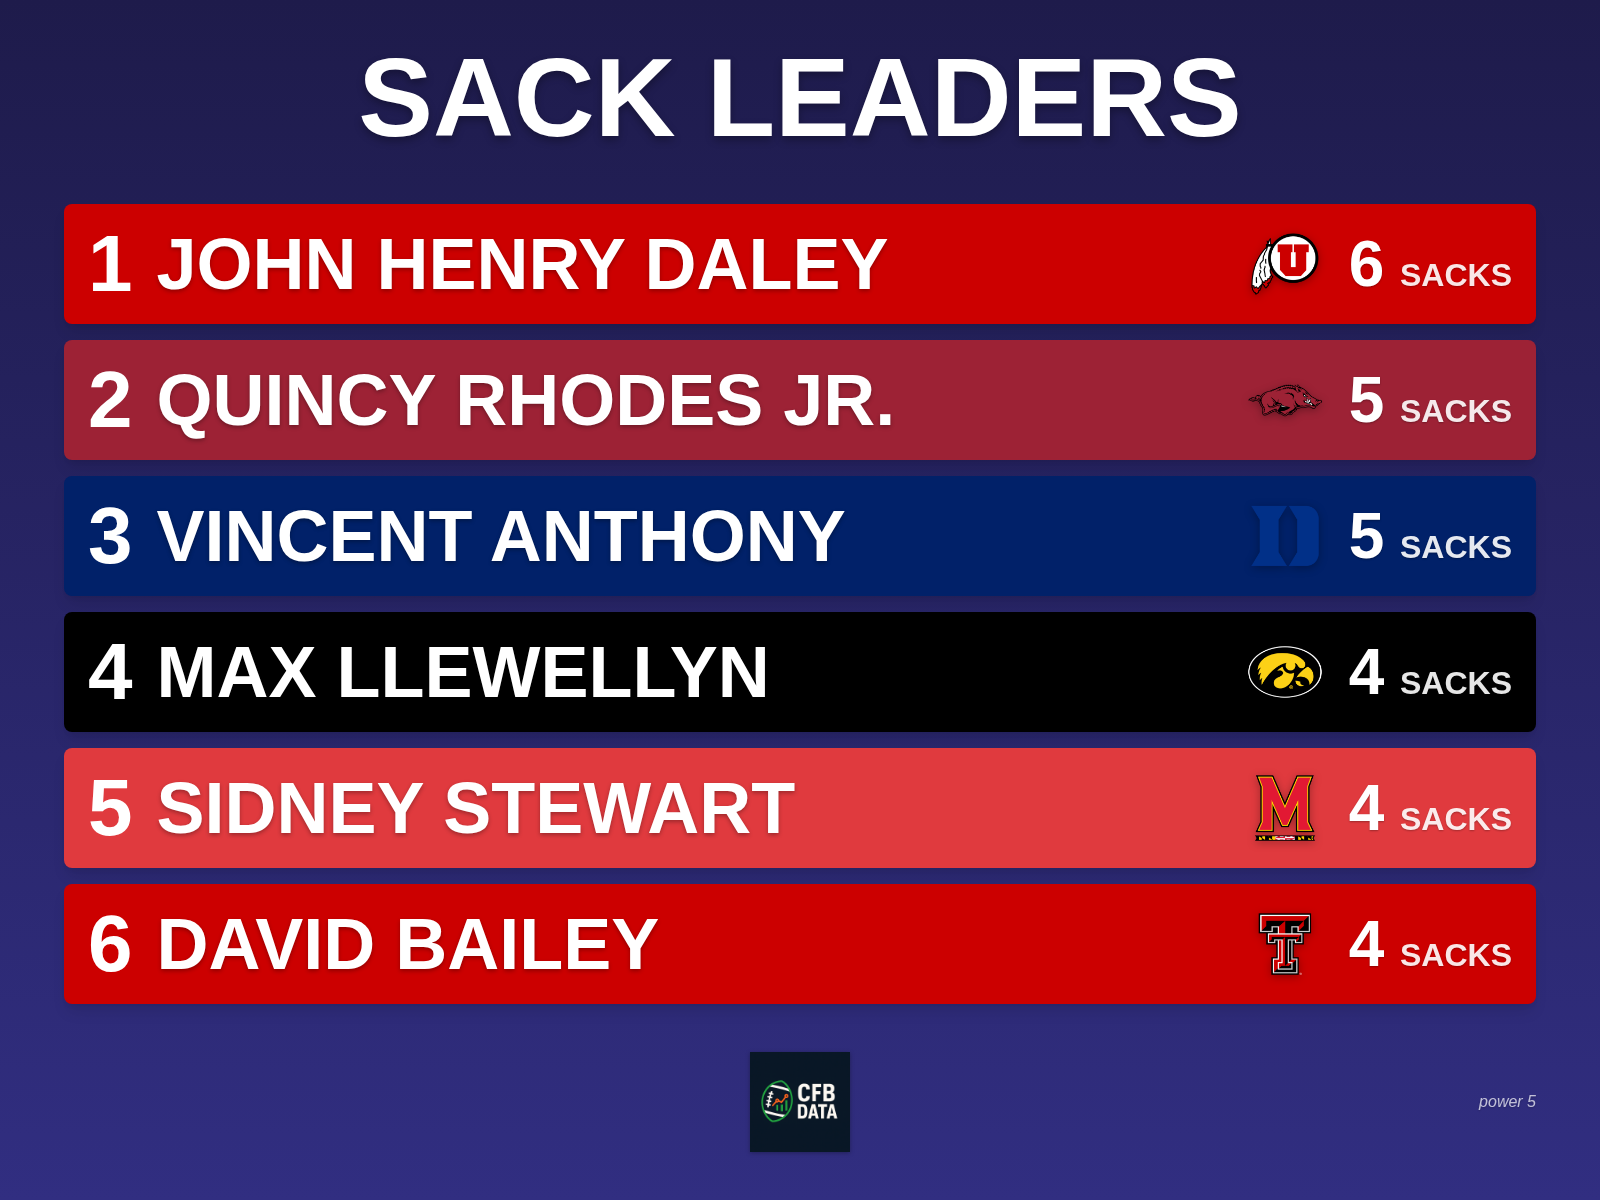 SACK LEADERS
1 JOHN HENRY DALEY U 6 SACKS
2 QUINCY RHODES JR. 5 SACKS
3 VINCENT ANTHONY D 5 SACKS
4 MAX LLEWELLYN 4 SACKS
5 SIDNEY STEWART M 4 SACKS
6 DAVID BAILEY T 4 SACKS
CFB
DATA
power 5